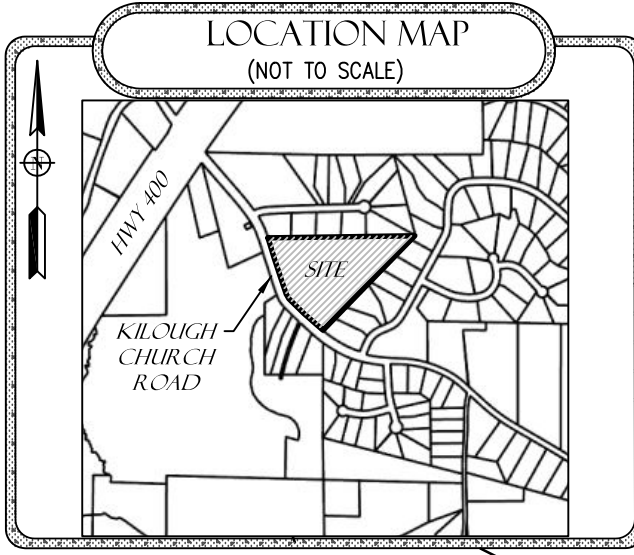 LOCATION MAP
(NOT TO SCALE)
N
HWY 400
SITE
KILOUGH
CHURCH
ROAD